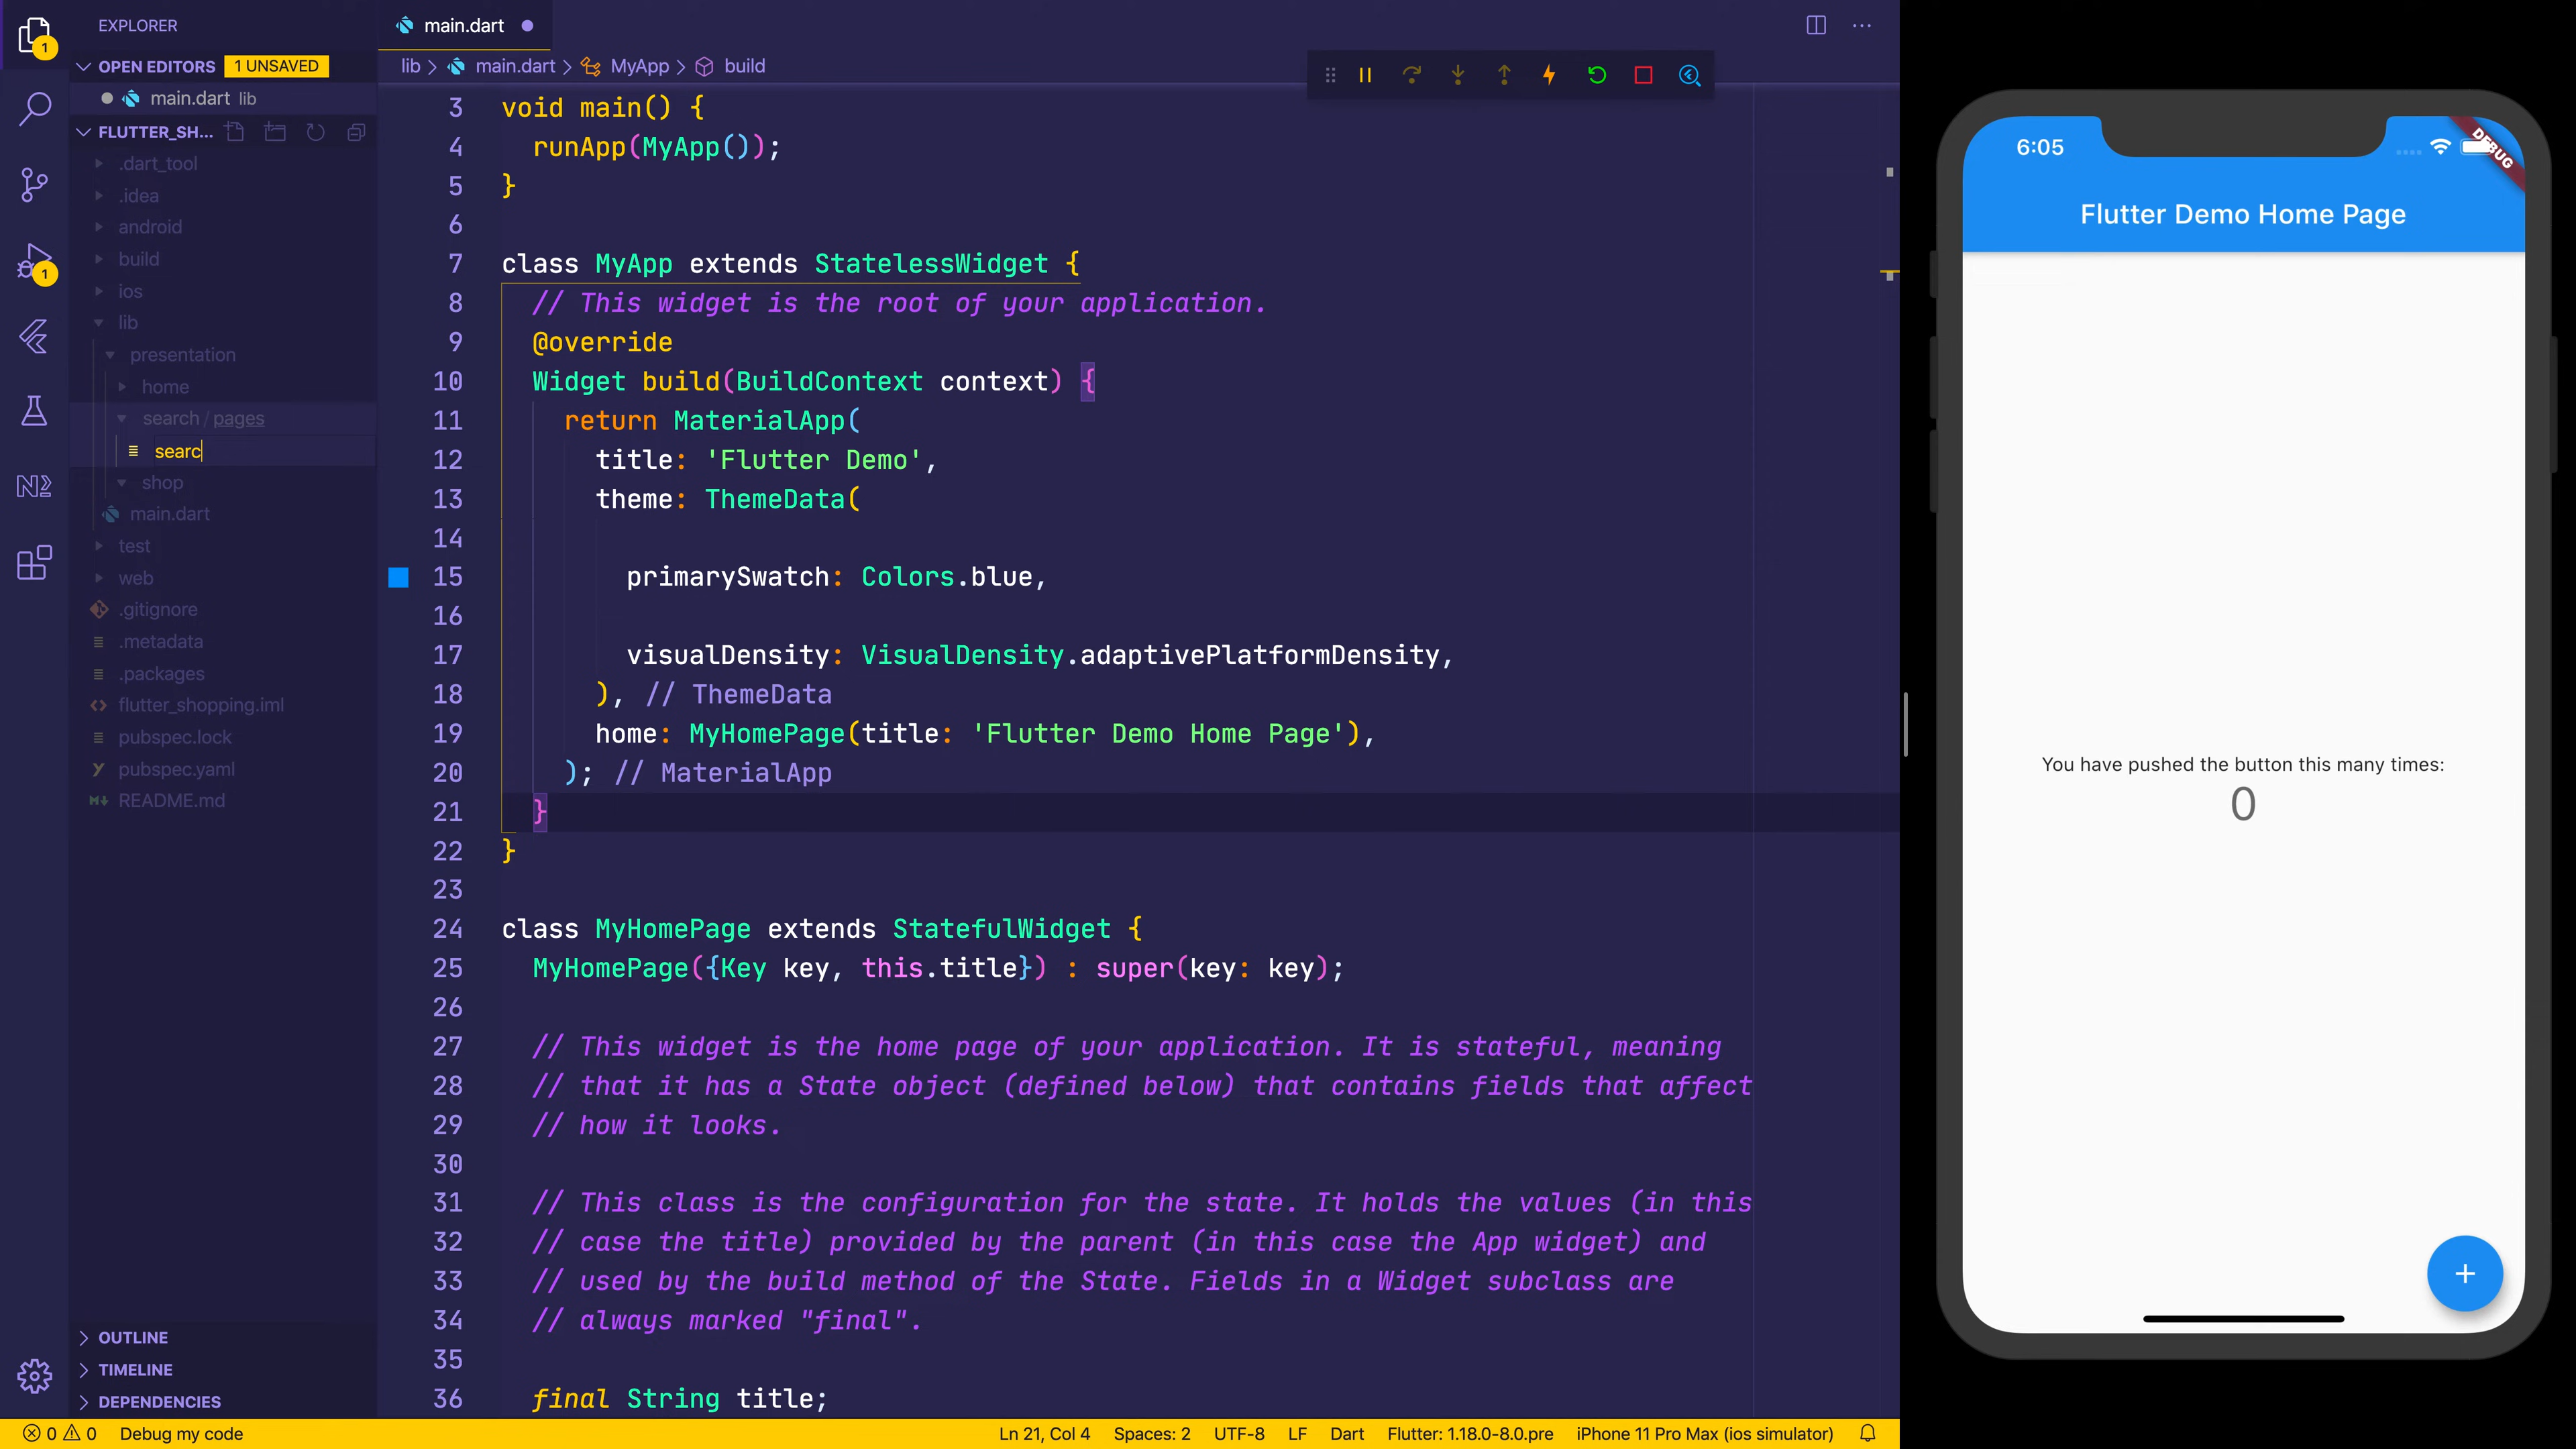 EXPLORER
OPEN EDITORS 1 UNSAVED
main.dart lib
FLUTTER_SH...
.dart_tool
.idea
android
build
ios
lib
presentation
home
search / pages
searc
shop
main.dart
test
web
.gitignore
.metadata
.packages
flutter_shopping.iml
pubspec.lock
pubspec.yaml
README.md
OUTLINE
TIMELINE
DEPENDENCIES
1
1
main.dart
lib > main.dart > MyApp > build
3 void main() {
4 runApp(MyApp());
5 }
6
7 class MyApp extends StatelessWidget {
8 // This widget is the root of your application.
9 @override
10 Widget build(BuildContext context) {
11 return MaterialApp(
12 title: 'Flutter Demo',
13 theme: ThemeData(
14
15 primarySwatch: Colors.blue,
16
17 visualDensity: VisualDensity.adaptivePlatformDensity,
18 ), // ThemeData
19 home: MyHomePage(title: 'Flutter Demo Home Page'),
20 ); // MaterialApp
21 }
22 }
23
24 class MyHomePage extends StatefulWidget {
25 MyHomePage({Key key, this.title}) : super(key: key);
26
27 // This widget is the home page of your application. It is stateful, meaning
28 // that it has a State object (defined below) that contains fields that affect
29 // how it looks.
30
31 // This class is the configuration for the state. It holds the values (in this
32 // case the title) provided by the parent (in this case the App widget) and
33 // used by the build method of the State. Fields in a Widget subclass are
34 // always marked "final".
35
36 final String title;
0 0 Debug my code
Ln 21, Col 4 Spaces: 2 UTF-8 LF Dart Flutter: 1.18.0-8.0.pre iPhone 11 Pro Max (ios simulator)
6:05
DEBUG
Flutter Demo Home Page
You have pushed the button this many times:
0
+